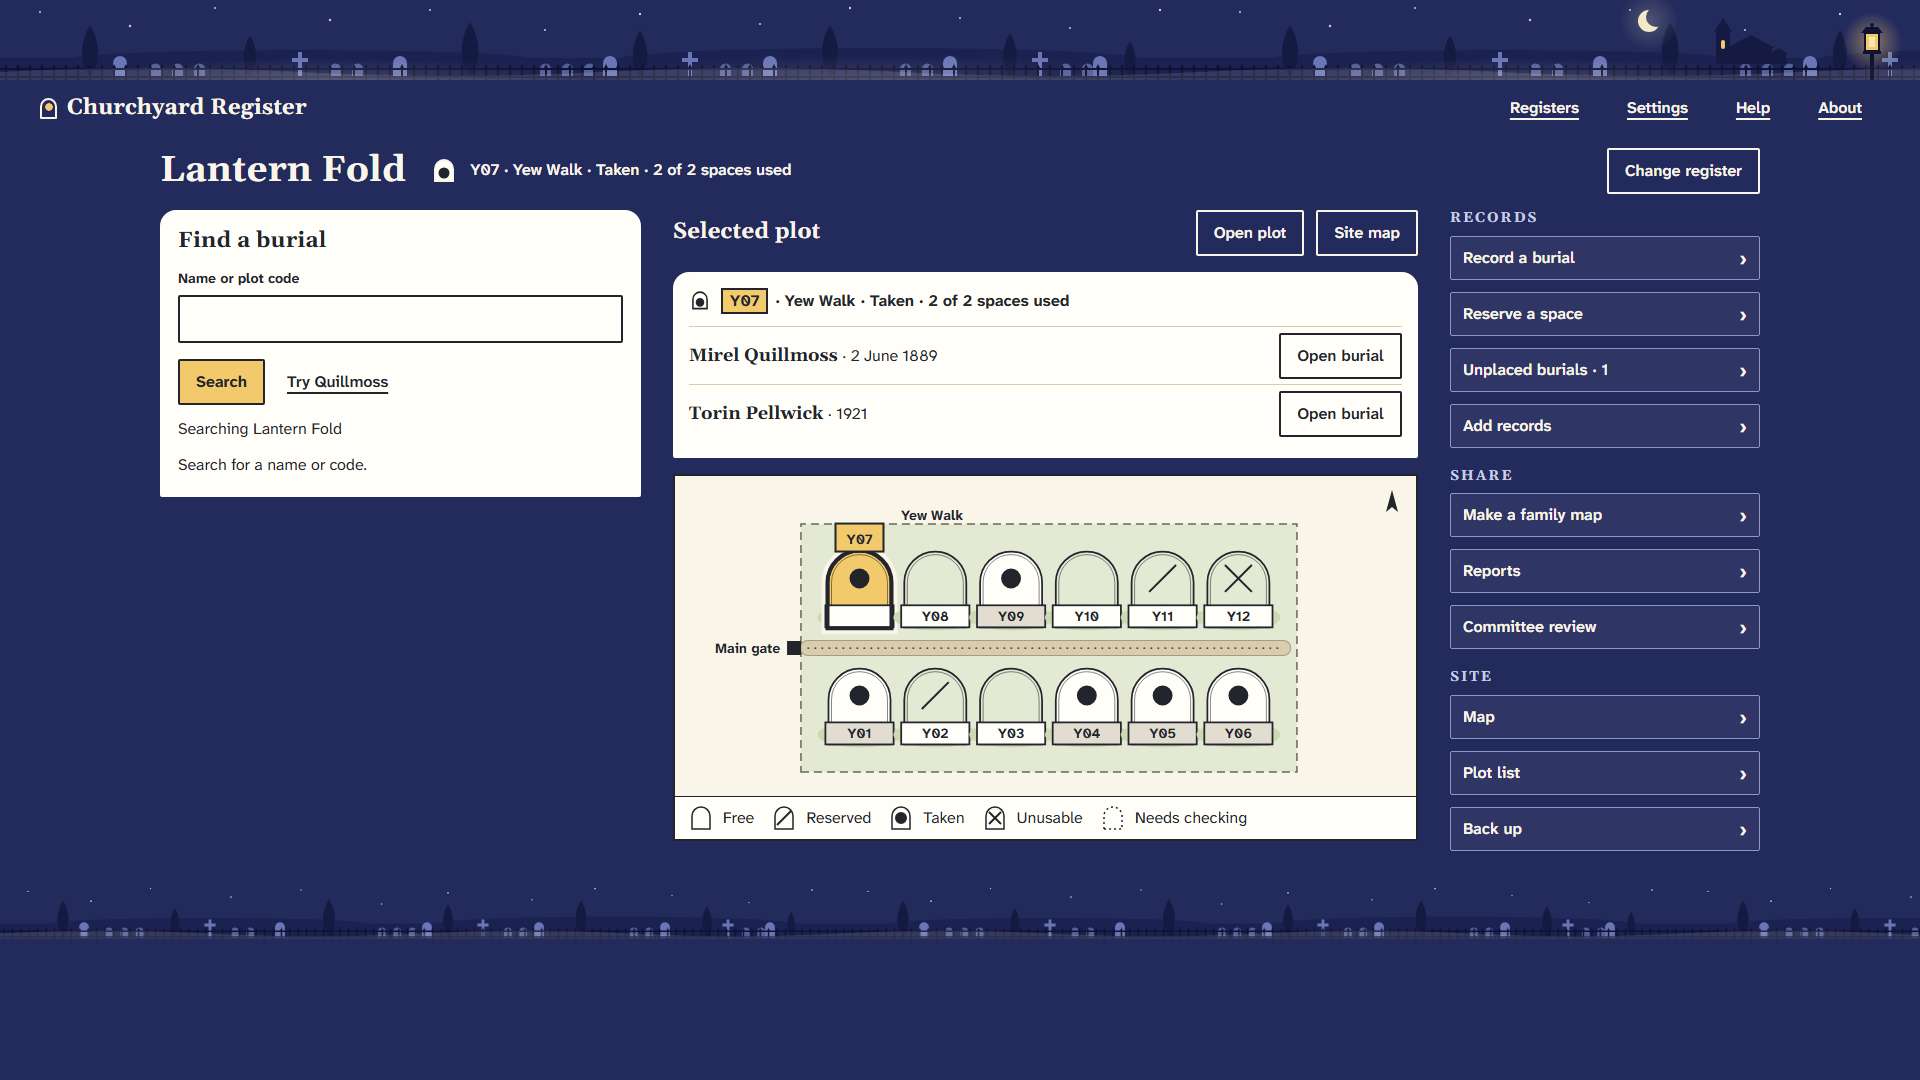 Churchyard Register
Registers
Settings
Help
About
Lantern Fold
Y07 · Yew Walk · Taken · 2 of 2 spaces used
Change register
Find a burial
Name or plot code
Search
Try Quillmoss
Searching Lantern Fold
Search for a name or code.
Selected plot
Open plot
Site map
Y07 · Yew Walk · Taken · 2 of 2 spaces used
Mirel Quillmoss · 2 June 1889
Open burial
Torin Pellwick · 1921
Open burial
Yew Walk
Y07
Y08
Y09
Y10
Y11
Y12
Main gate
Y01
Y02
Y03
Y04
Y05
Y06
Free
Reserved
Taken
Unusable
Needs checking
RECORDS
Record a burial
Reserve a space
Unplaced burials · 1
Add records
SHARE
Make a family map
Reports
Committee review
SITE
Map
Plot list
Back up